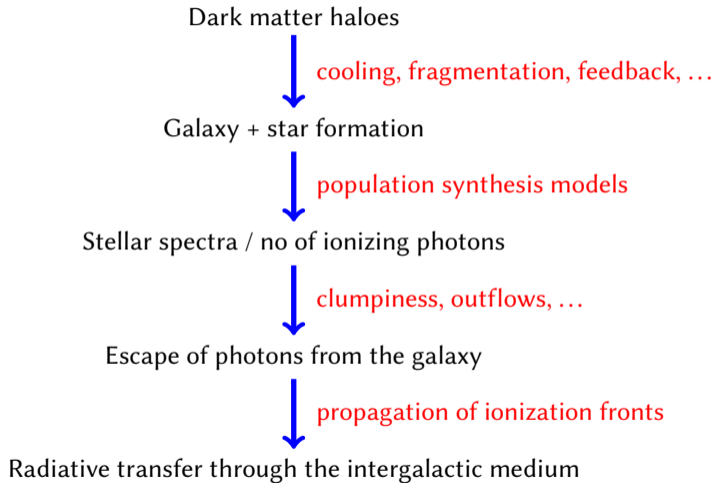 Dark matter haloes
cooling, fragmentation, feedback, …
Galaxy + star formation
population synthesis models
Stellar spectra / no of ionizing photons
clumpiness, outflows, …
Escape of photons from the galaxy
propagation of ionization fronts
Radiative transfer through the intergalactic medium